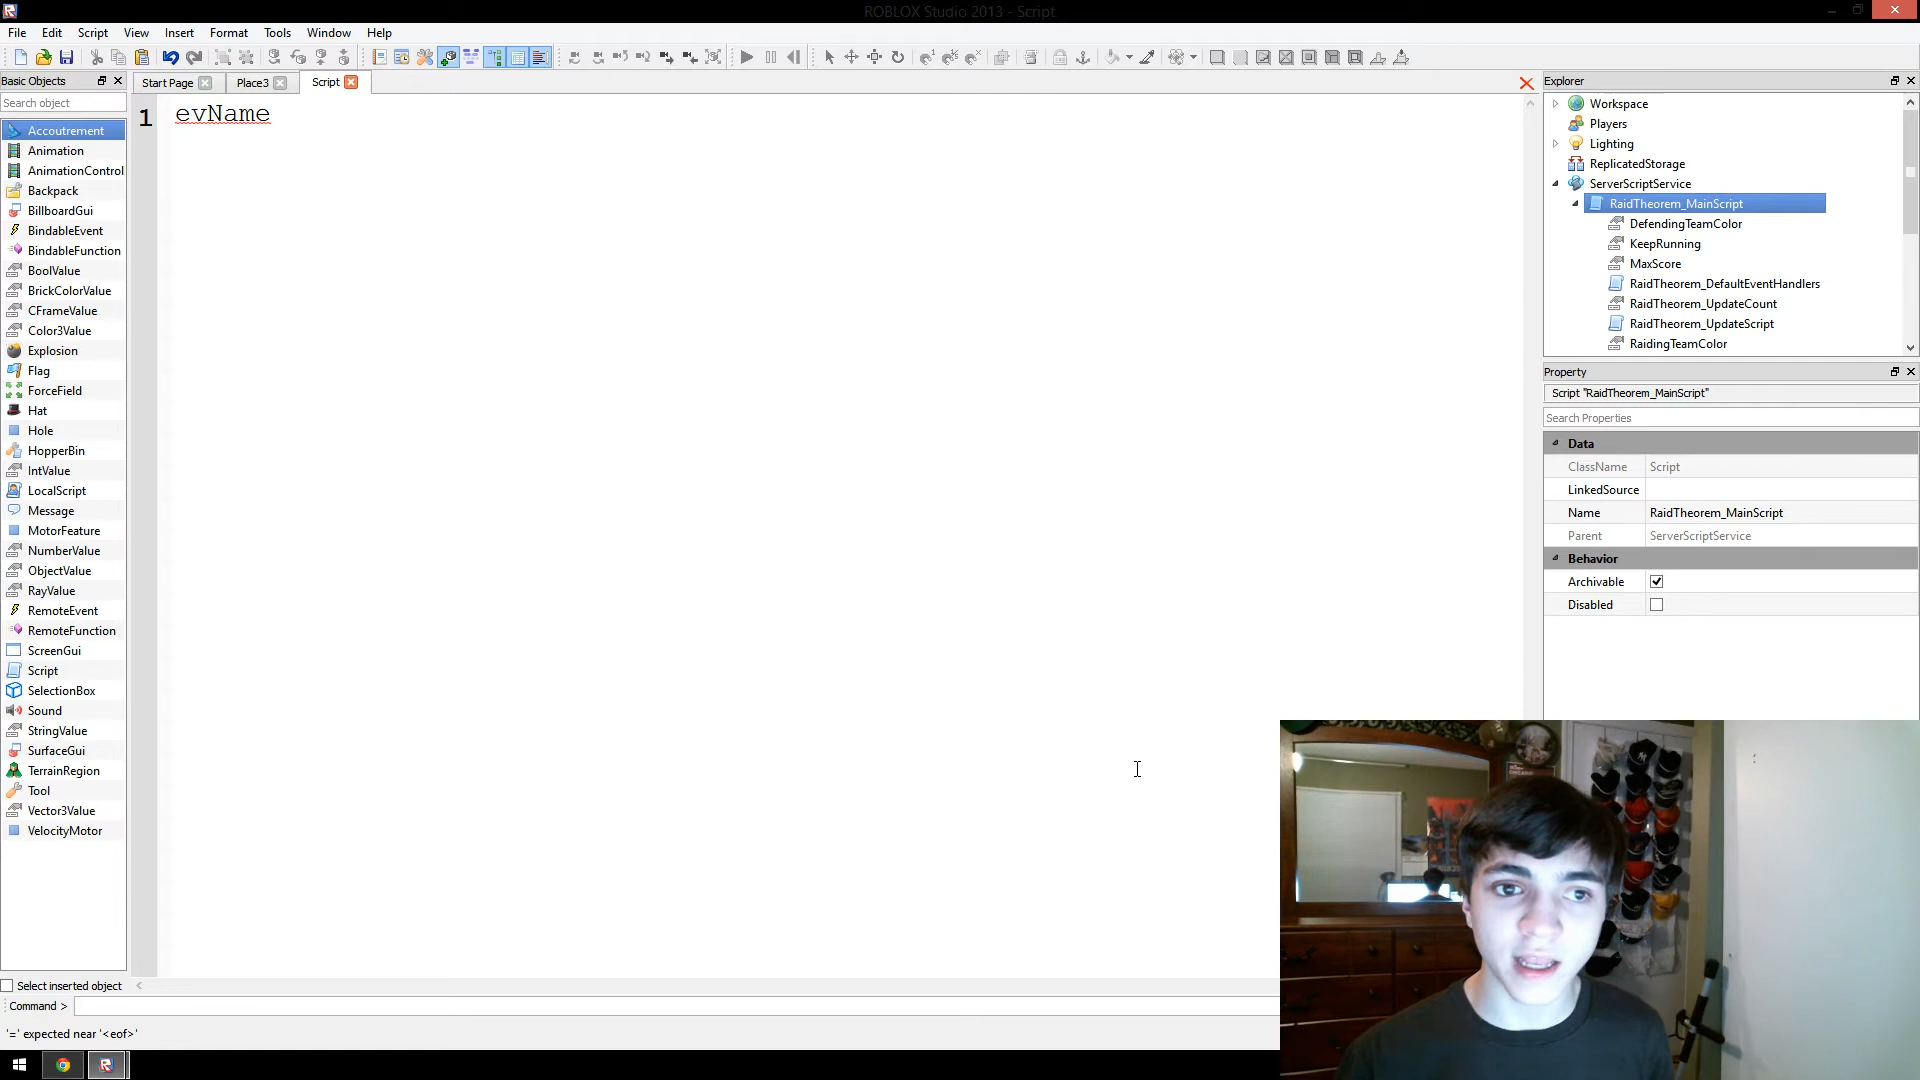 ROBLOX Studio 2013 - Script
File Edit Script View Insert Format Tools Window Help
Basic Objects
Start Page Place3 Script
Explorer
Search object
1 evName
Accoutrement
Animation
AnimationControl
Backpack
BillboardGui
BindableEvent
BindableFunction
BoolValue
BrickColorValue
CFrameValue
Color3Value
Explosion
Flag
ForceField
Hat
Hole
HopperBin
IntValue
LocalScript
Message
MotorFeature
NumberValue
ObjectValue
RayValue
RemoteEvent
RemoteFunction
ScreenGui
Script
SelectionBox
Sound
StringValue
SurfaceGui
TerrainRegion
Tool
Vector3Value
VelocityMotor
Select inserted object
Command >
'=' expected near '<eof>'
Workspace
Players
Lighting
ReplicatedStorage
ServerScriptService
RaidTheorem_MainScript
DefendingTeamColor
KeepRunning
MaxScore
RaidTheorem_DefaultEventHandlers
RaidTheorem_UpdateCount
RaidTheorem_UpdateScript
RaidingTeamColor
Property
Script "RaidTheorem_MainScript"
Search Properties
Data
ClassName Script
LinkedSource
Name RaidTheorem_MainScript
Parent ServerScriptService
Behavior
Archivable
Disabled